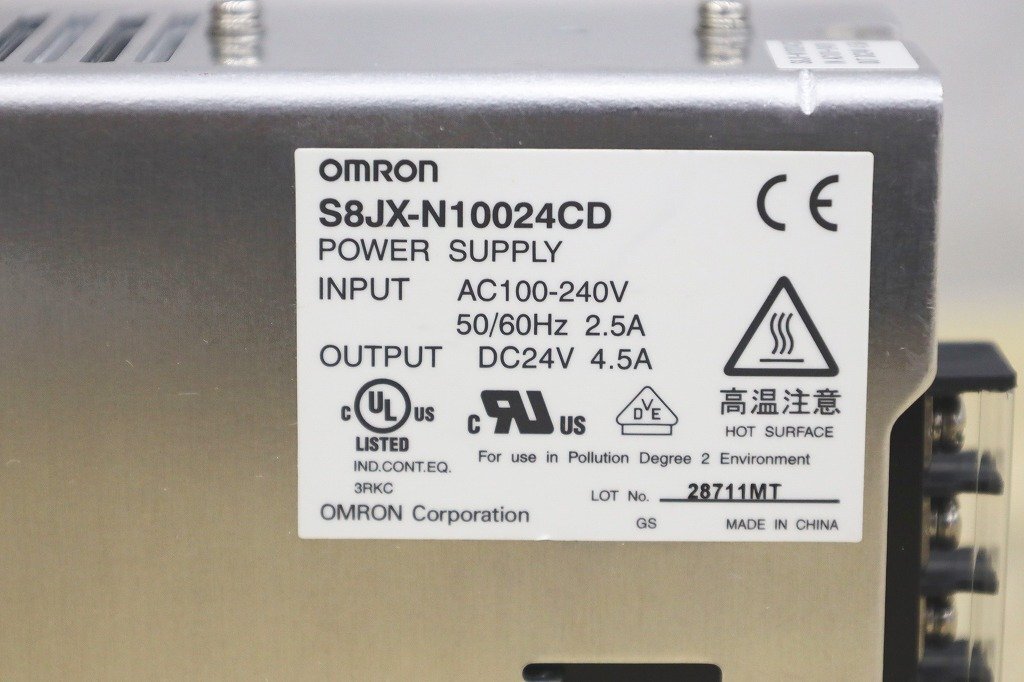 OMRON
S8JX-N10024CD
POWER SUPPLY
INPUT AC100-240V
50/60Hz 2.5A
OUTPUT DC24V 4.5A
CE
高温注意
HOT SURFACE
C UL US
LISTED
IND.CONT.EQ.
3RKC
C RU US
VDE
For use in Pollution Degree 2 Environment
LOT No. 28711MT
OMRON Corporation
GS MADE IN CHINA